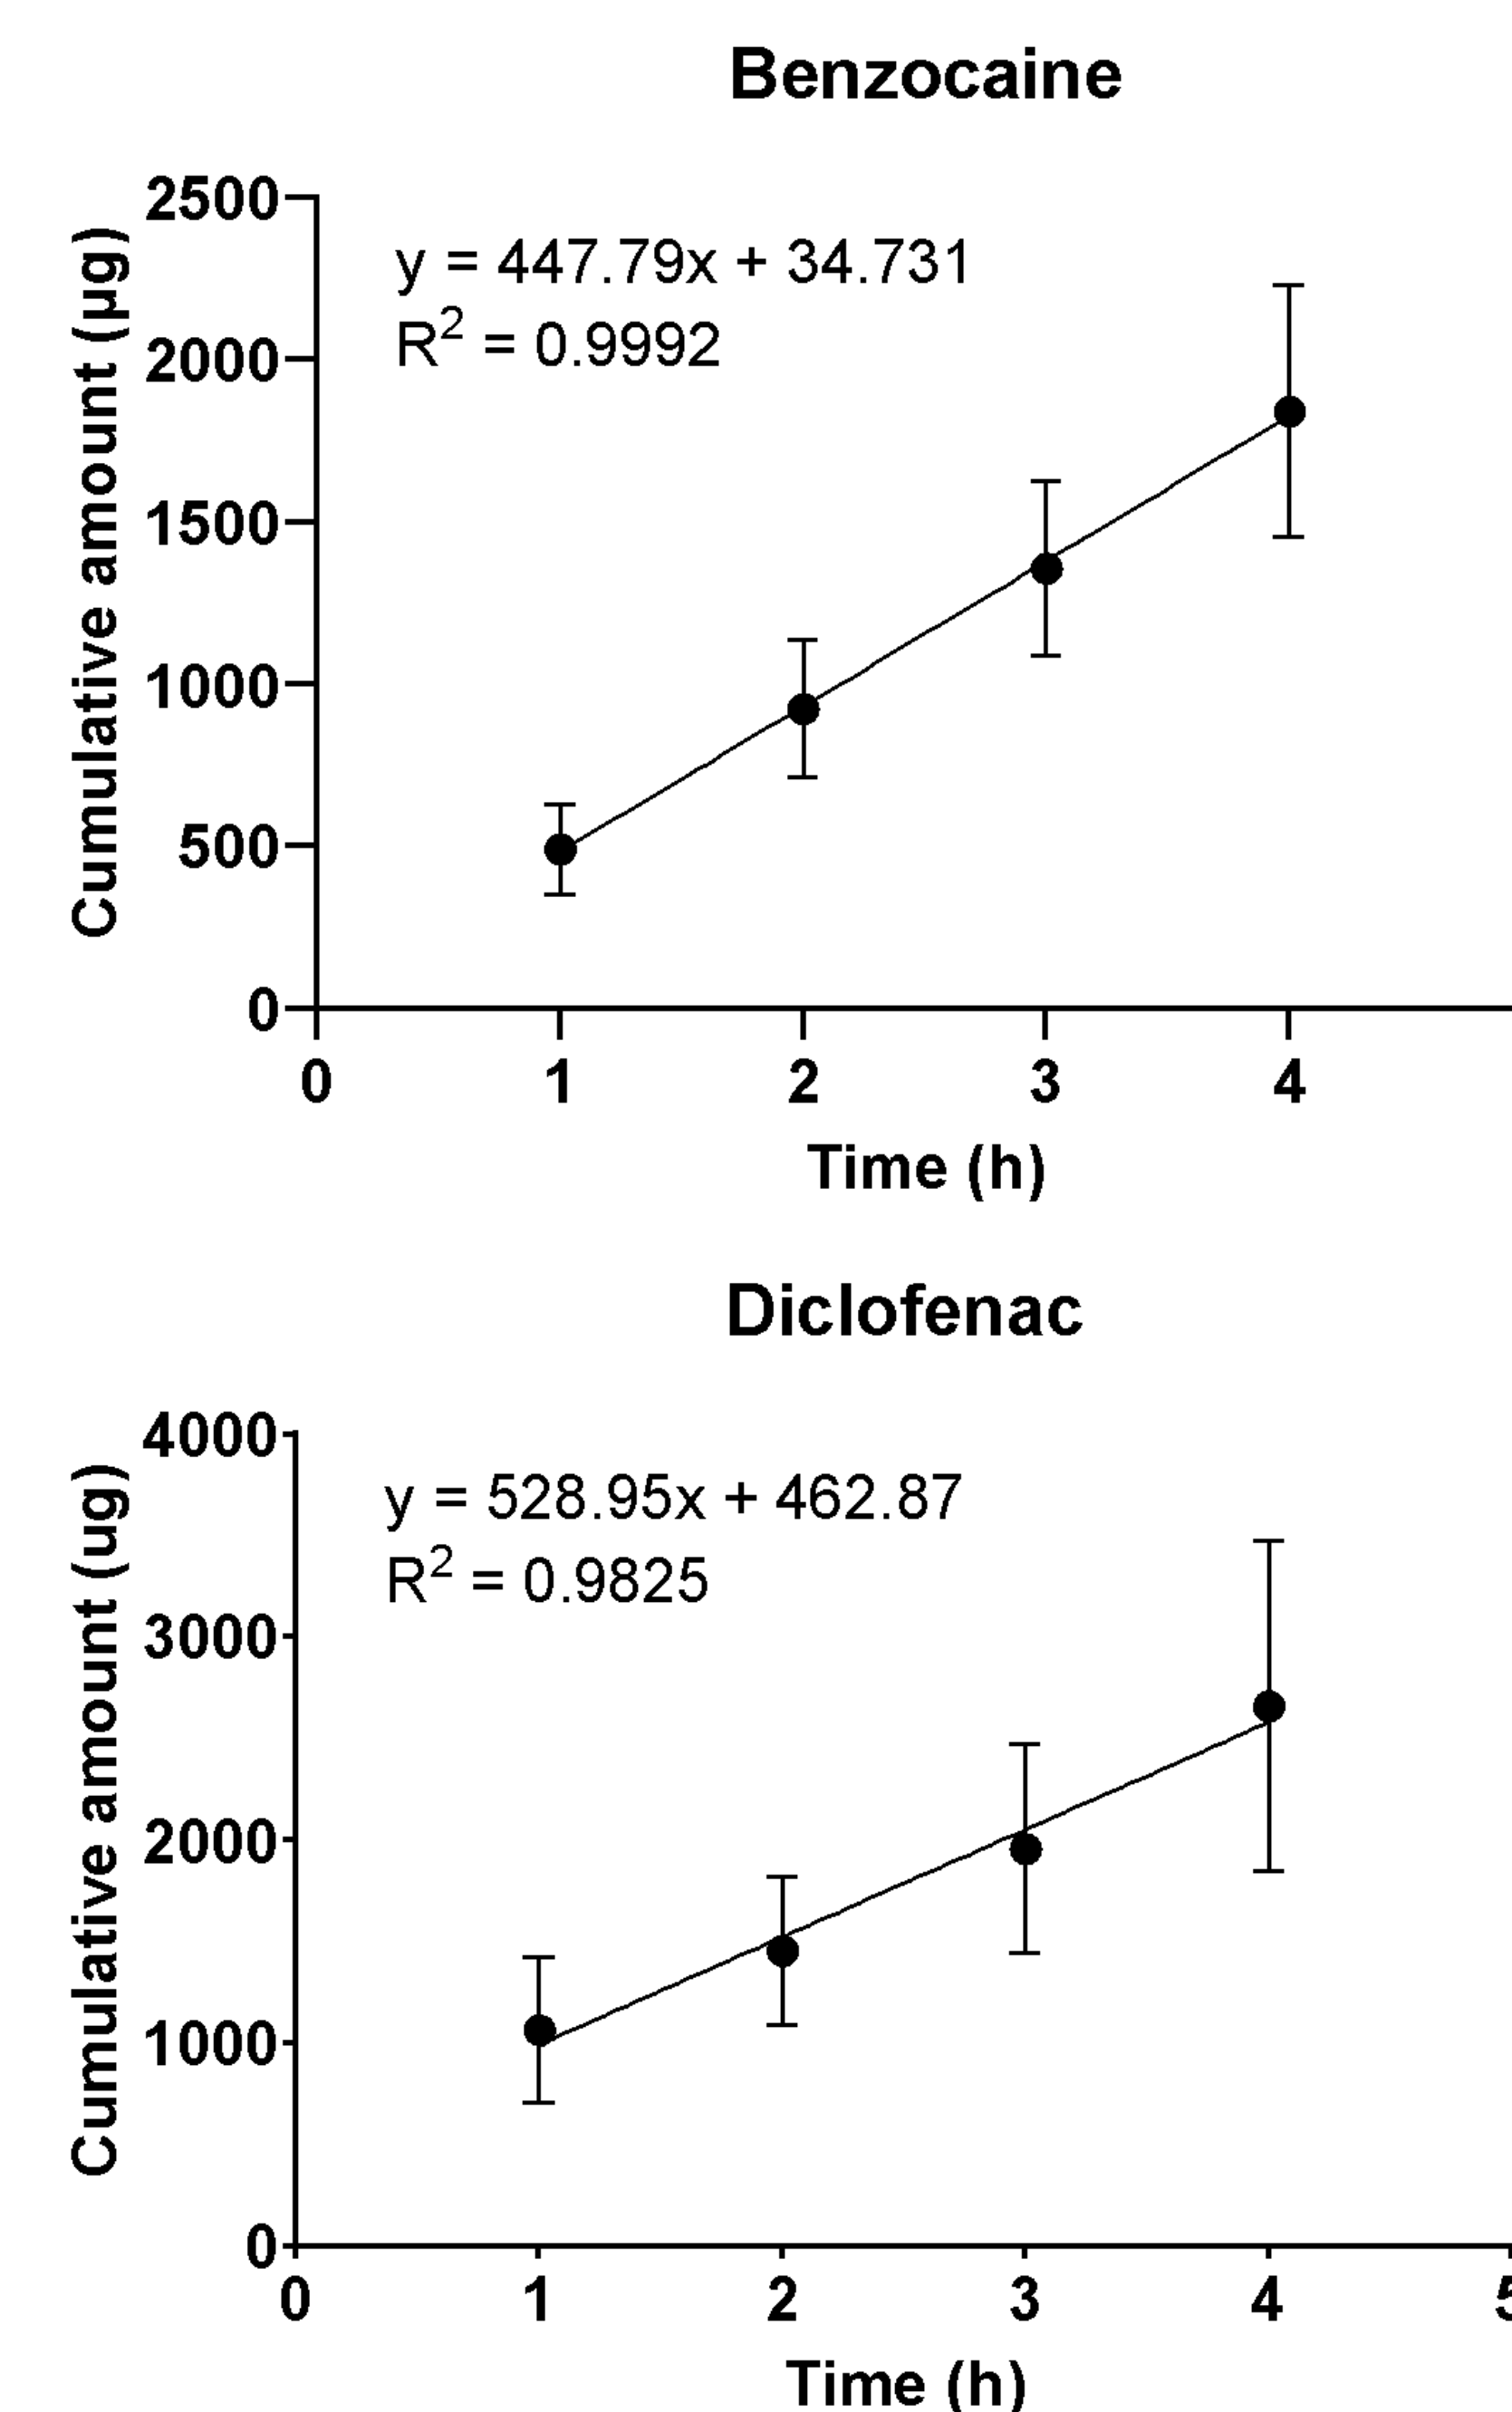 Benzocaine
2500
2000
1500
1000
500
0
Cumulative amount (µg)
y = 447.79x + 34.731
R² = 0.9992
0 1 2 3 4
Time (h)
Diclofenac
4000
3000
2000
1000
0
Cumulative amount (ug)
y = 528.95x + 462.87
R² = 0.9825
0 1 2 3 4 5
Time (h)